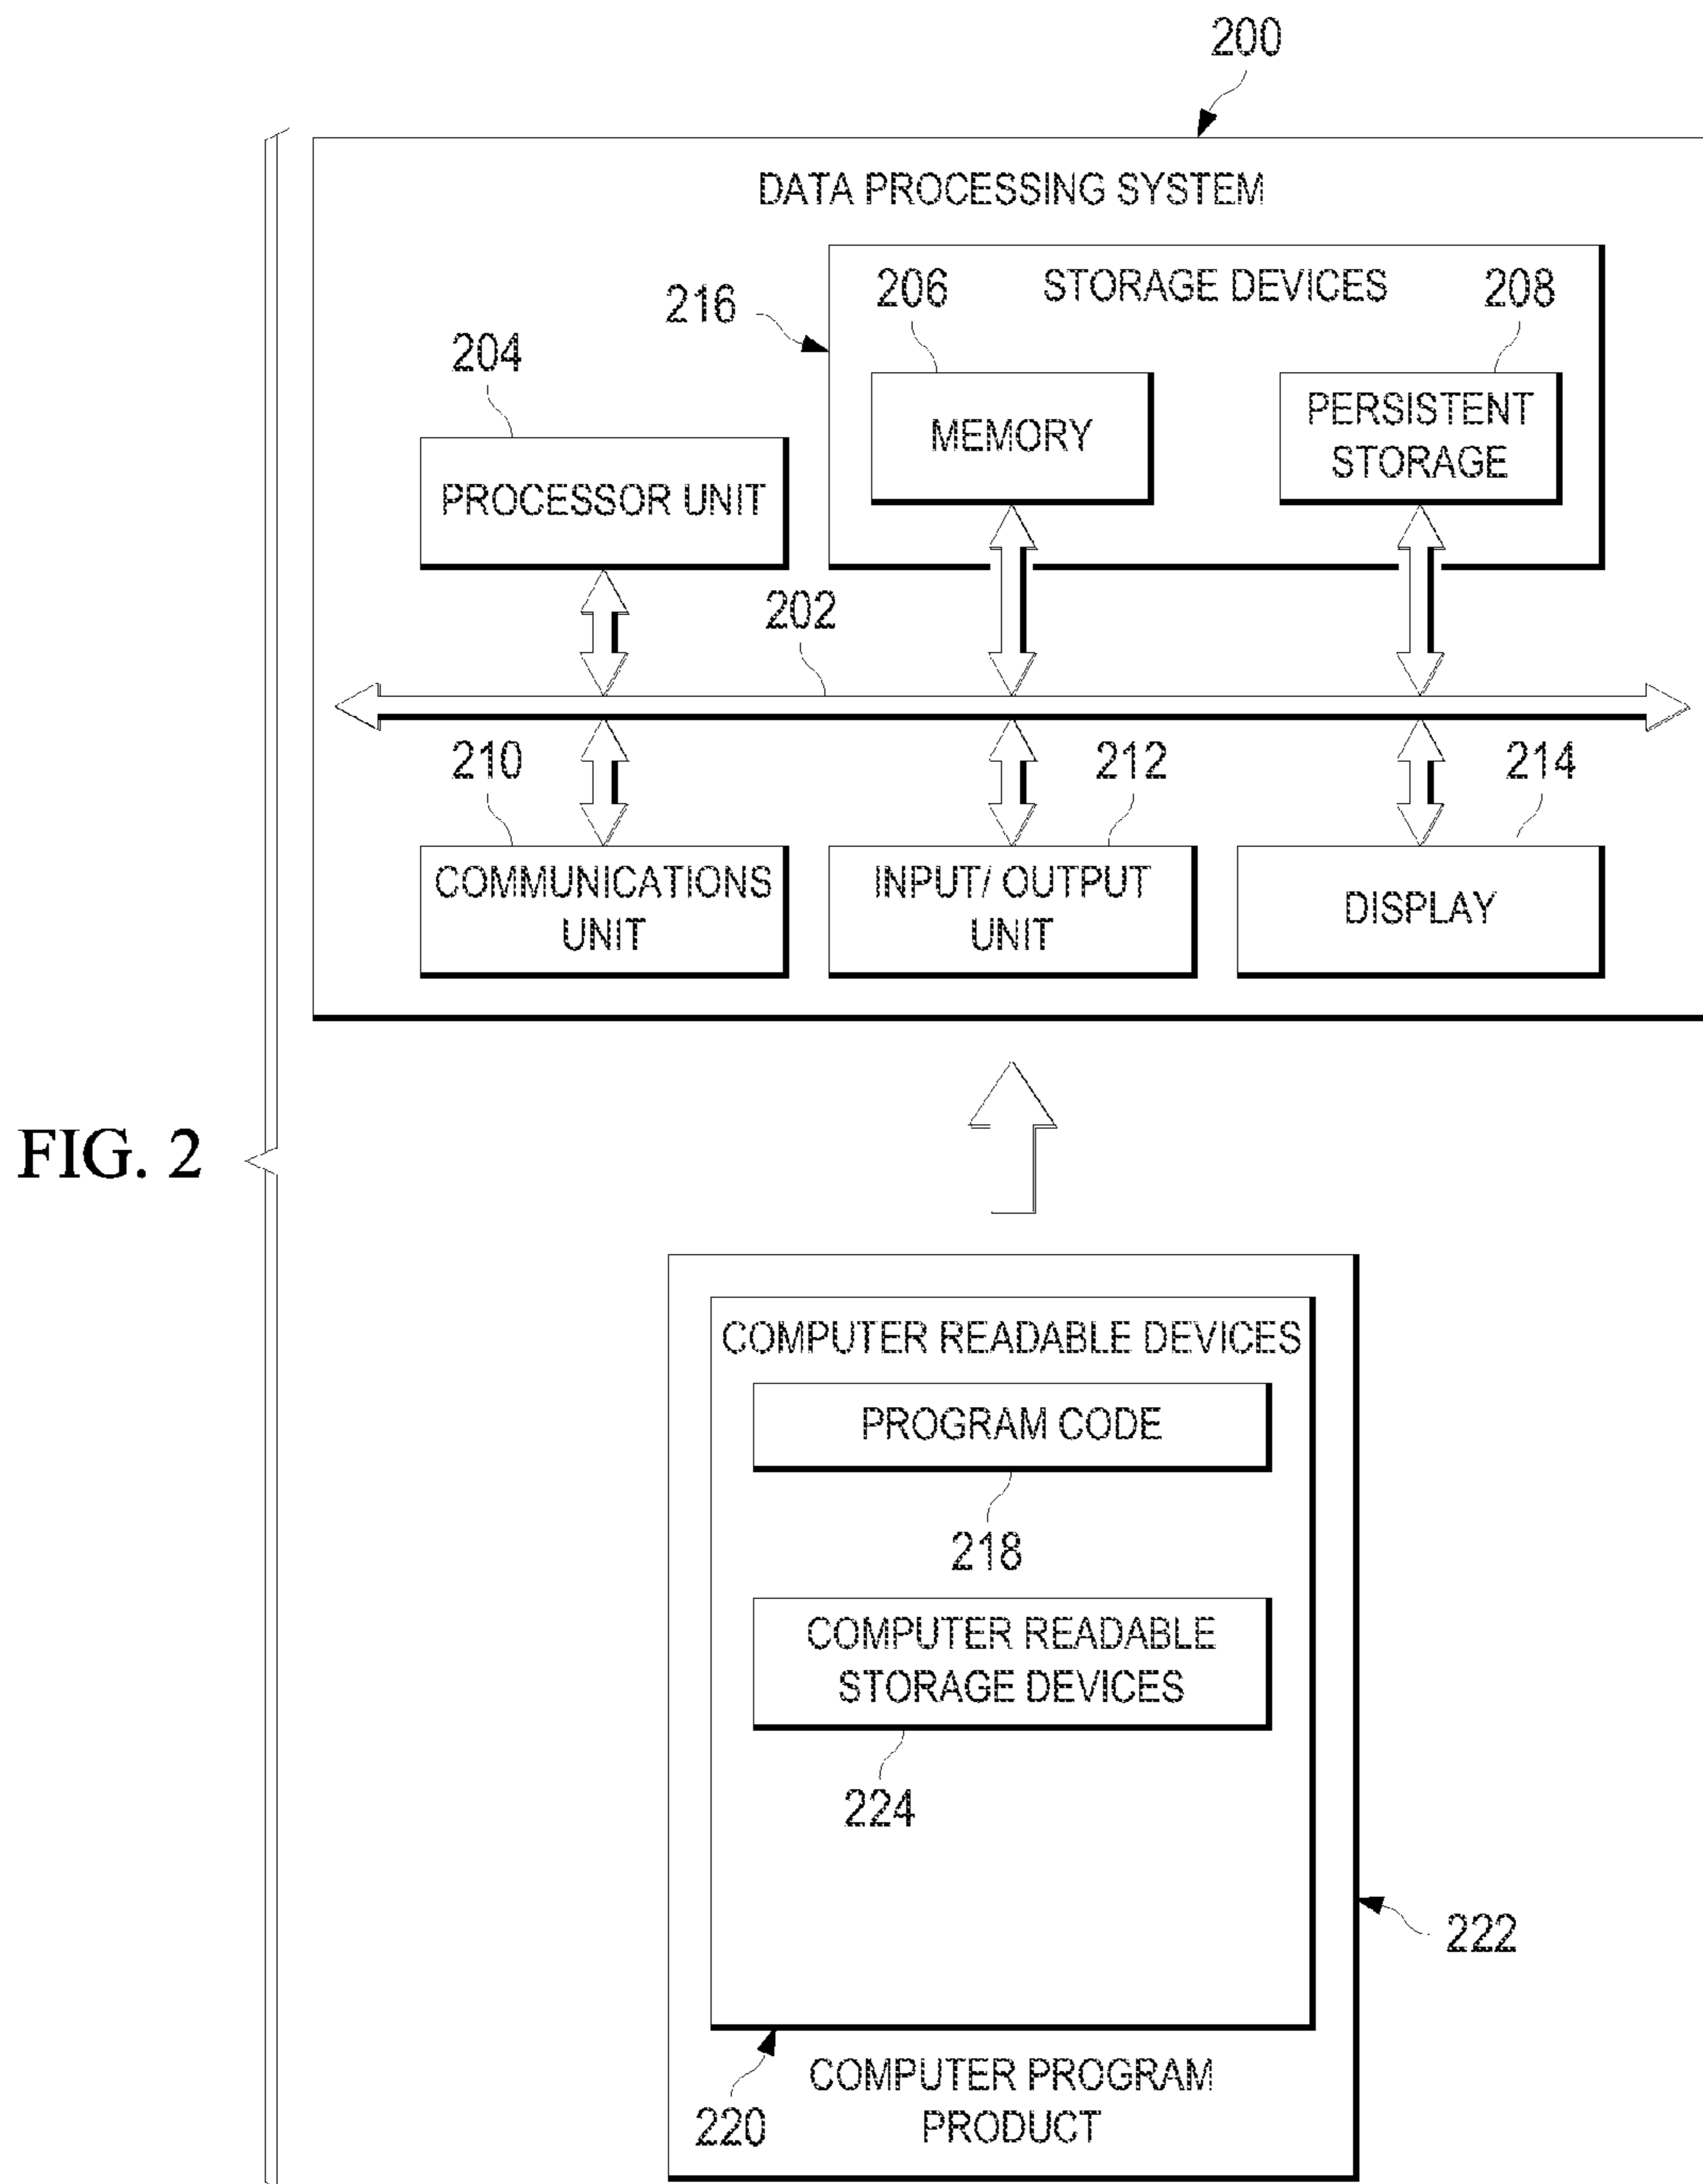 200
DATA PROCESSING SYSTEM
216
206
STORAGE DEVICES
208
204
MEMORY
PERSISTENT
STORAGE
PROCESSOR UNIT
202
210
212
214
COMMUNICATIONS
UNIT
INPUT/ OUTPUT
UNIT
DISPLAY
FIG. 2
COMPUTER READABLE DEVICES
PROGRAM CODE
218
COMPUTER READABLE
STORAGE DEVICES
224
222
220
COMPUTER PROGRAM
PRODUCT